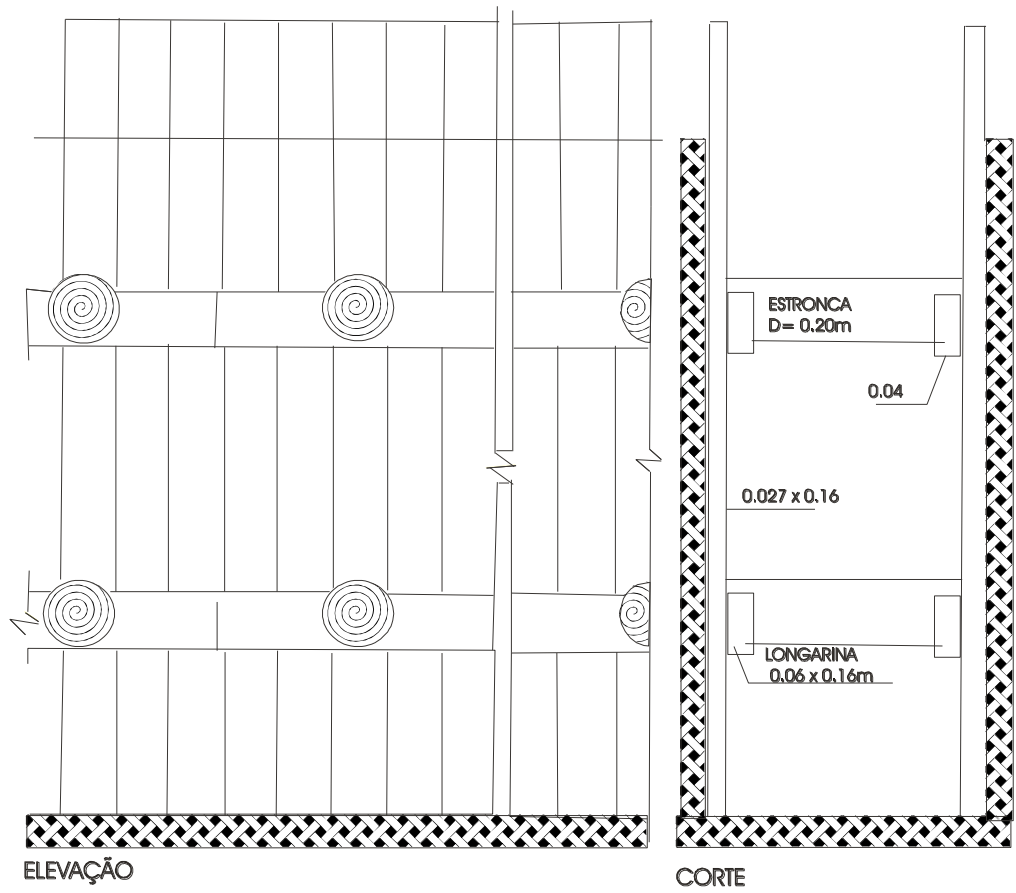 ESTRONCA
D= 0.20m
0.04
0.027 x 0.16
LONGARINA
0.06 x 0.16m
ELEVAÇÃO
CORTE